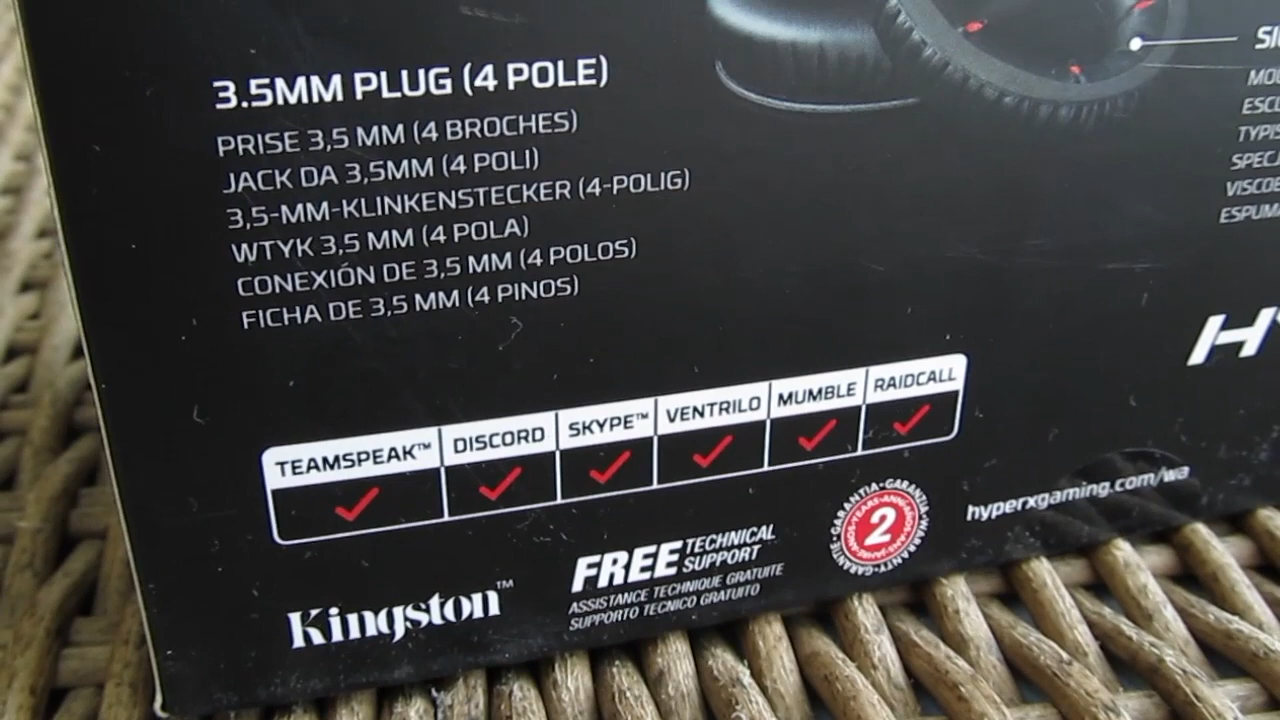 3.5MM PLUG (4 POLE)
PRISE 3,5 MM (4 BROCHES)
JACK DA 3,5MM (4 POLI)
3,5-MM-KLINKENSTECKER (4-POLIG)
WTYK 3,5 MM (4 POLA)
CONEXIÓN DE 3,5 MM (4 POLOS)
FICHA DE 3,5 MM (4 PINOS)
TEAMSPEAK™ DISCORD SKYPE™ VENTRILO MUMBLE RAIDCALL
Kingston™
FREE TECHNICAL SUPPORT
ASSISTANCE TECHNIQUE GRATUITE
SUPPORTO TECNICO GRATUITO
2
hyperxgaming.com/wa